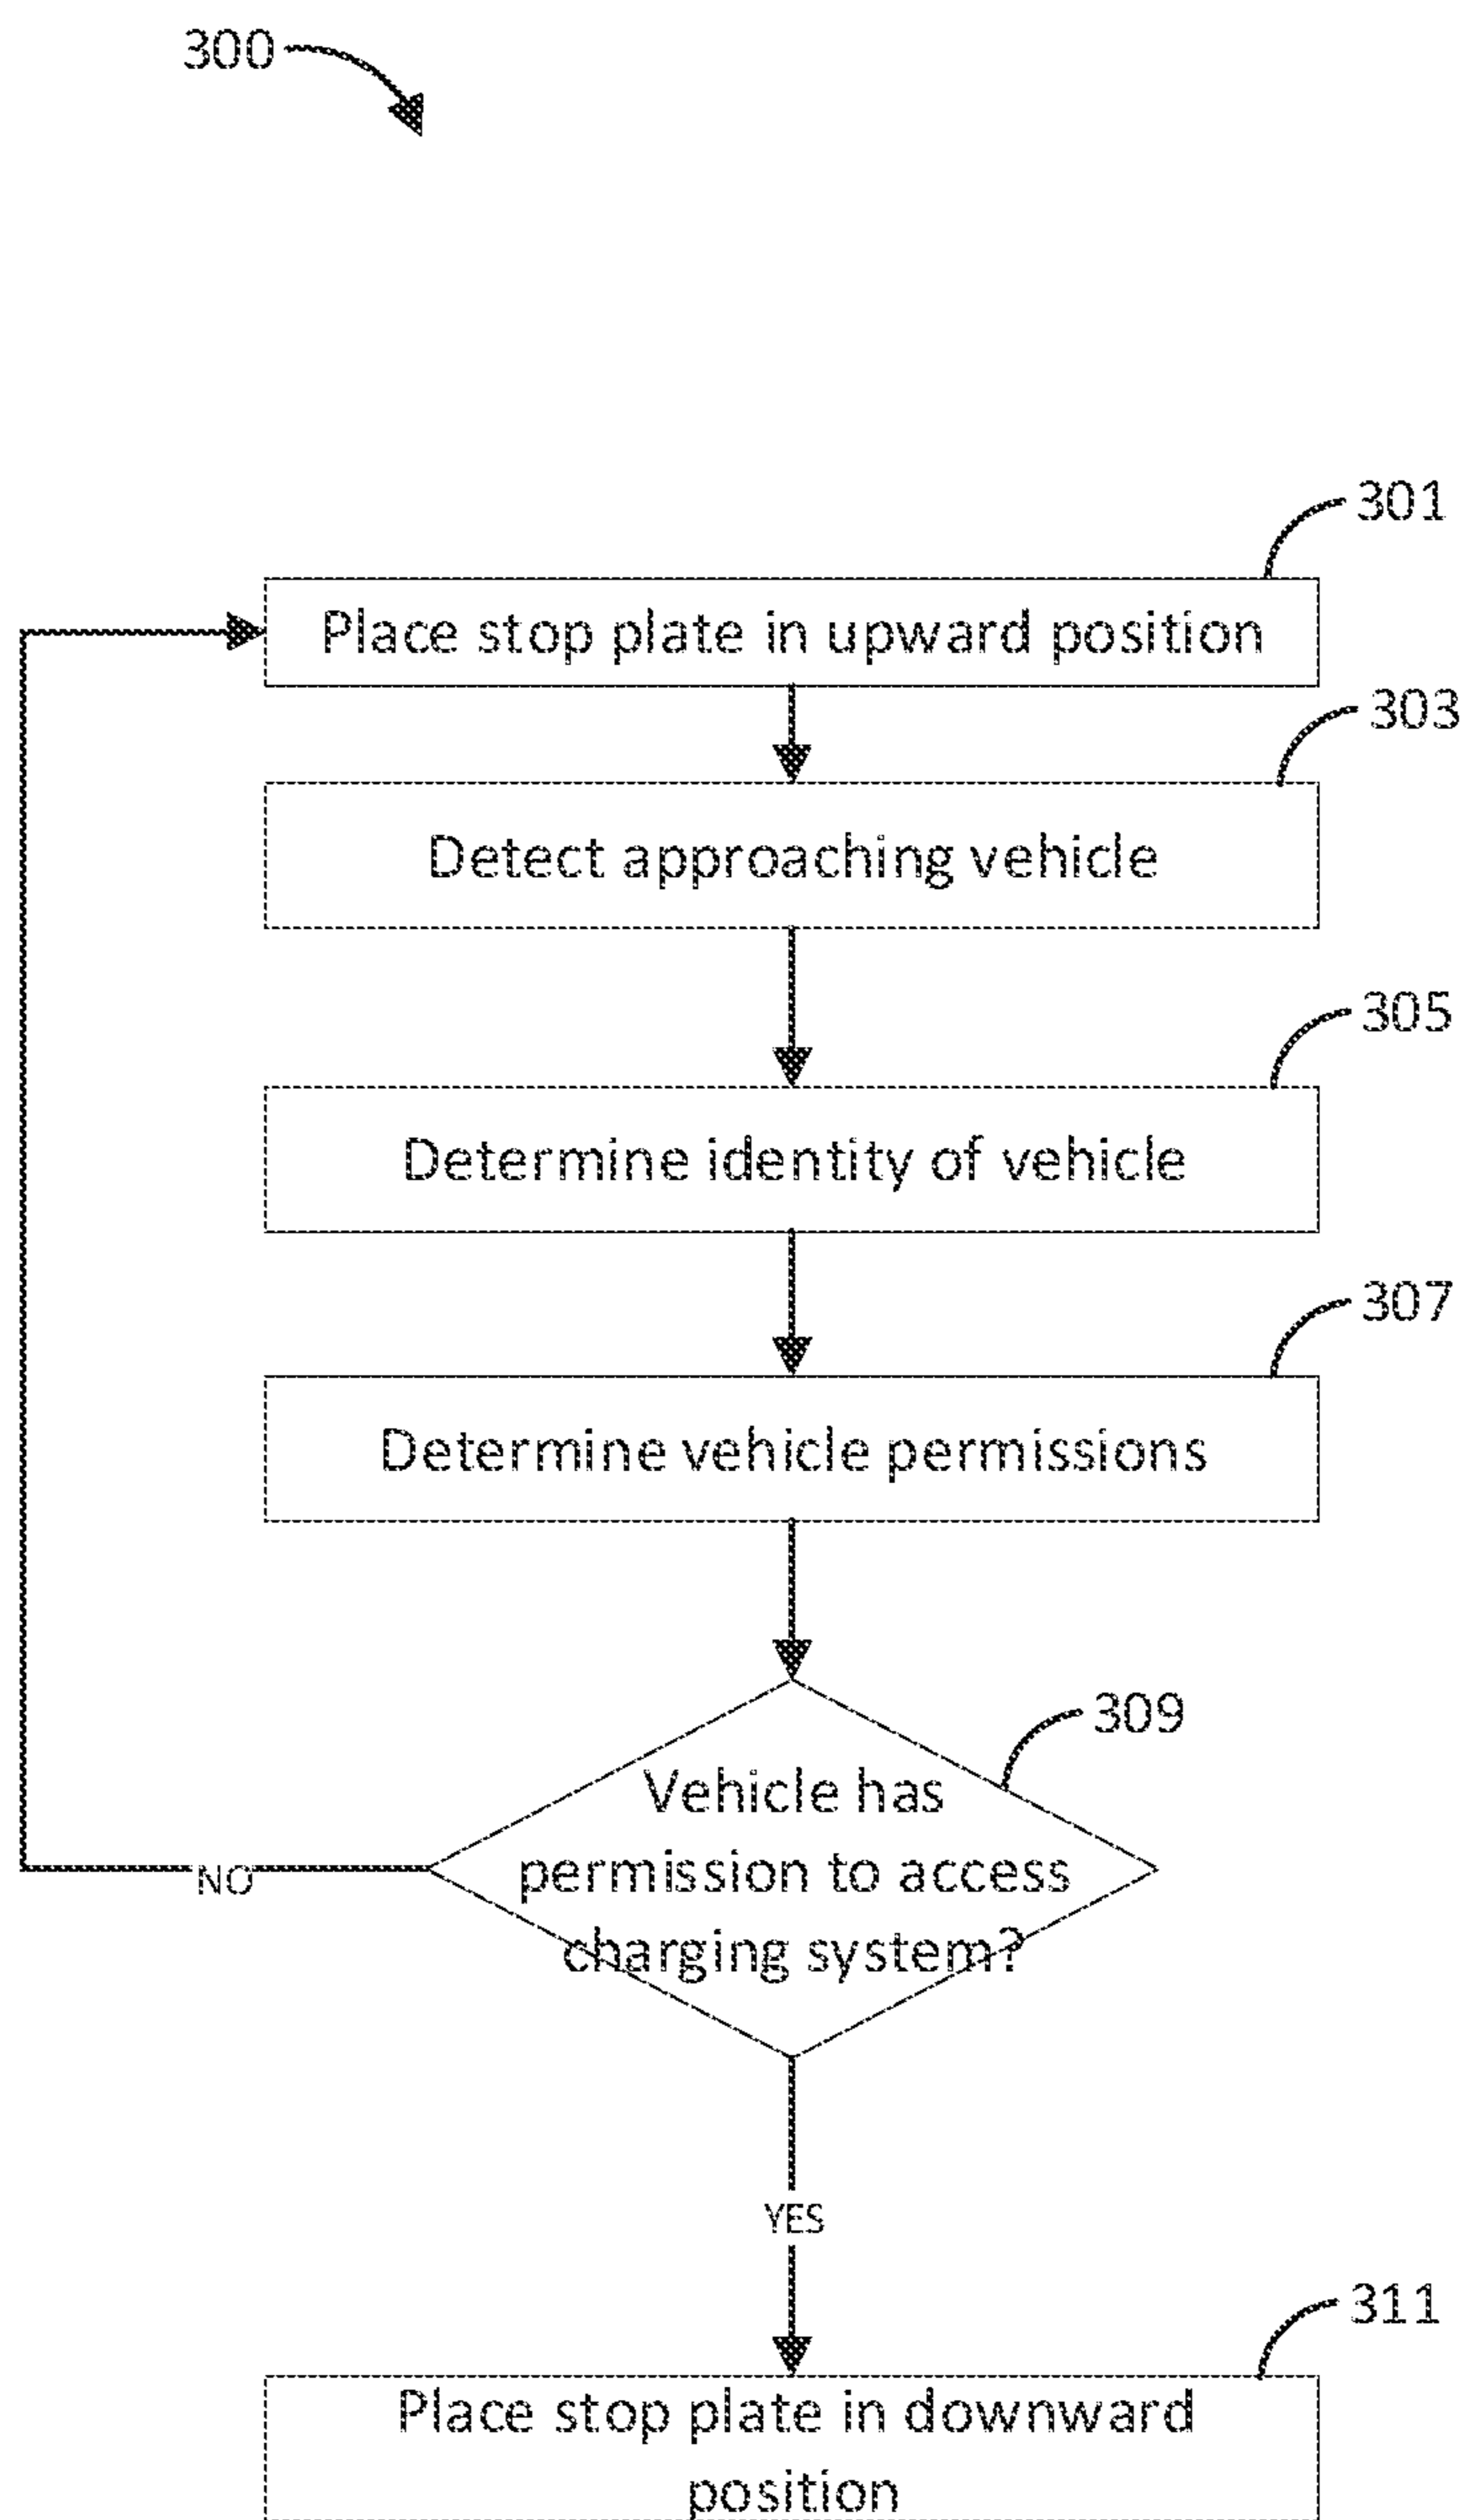 300
301
Place stop plate in upward position
303
Detect approaching vehicle
305
Determine identity of vehicle
307
Determine vehicle permissions
309
Vehicle has
permission to access
charging system?
NO
YES
311
Place stop plate in downward
position